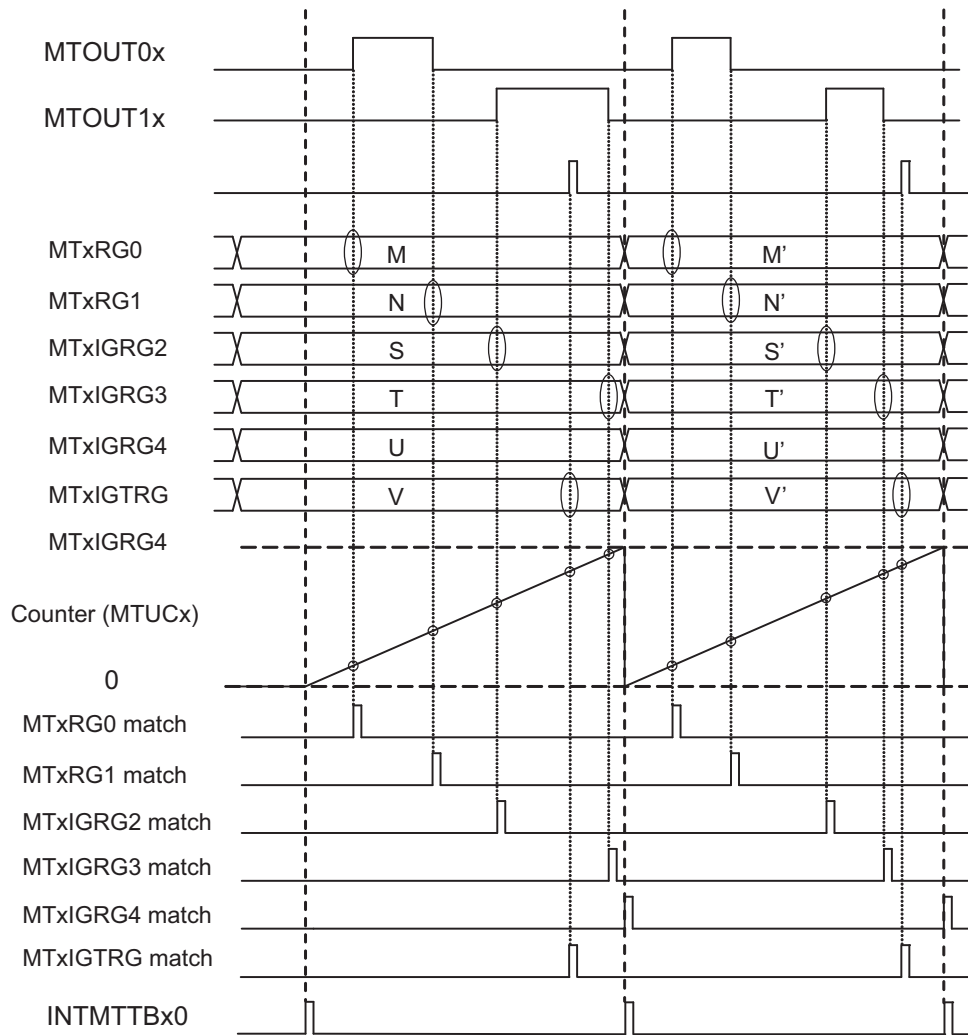 MTOUT0x
MTOUT1x
MTxRG0 M M’
MTxRG1 N N’
MTxIGRG2 S S’
MTxIGRG3 T T’
MTxIGRG4 U U’
MTxIGTRG V V’
MTxIGRG4
Counter (MTUCx)
0
MTxRG0 match
MTxRG1 match
MTxIGRG2 match
MTxIGRG3 match
MTxIGRG4 match
MTxIGTRG match
INTMTTBx0